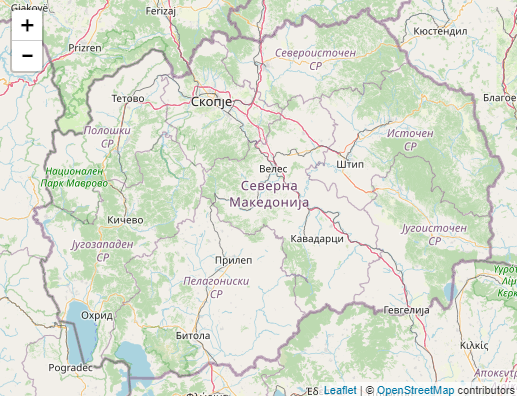 Gjakovë
Ferizaj
+
−
Prizren
Североисточен
СР
Кюстендил
Тетово
Скопје
Благое
Полошки
СР
Источен
СР
Национален
Парк Маврово
Велес
Штип
Северна
Македонија
Кичево
Кавадарци
Југоисточен
СР
Југозападен
СР
Прилеп
Пелагониски
СР
Охрид
Гевгелија
Битола
Κιλκίς
Pogradec
Leaflet | © OpenStreetMap contributors